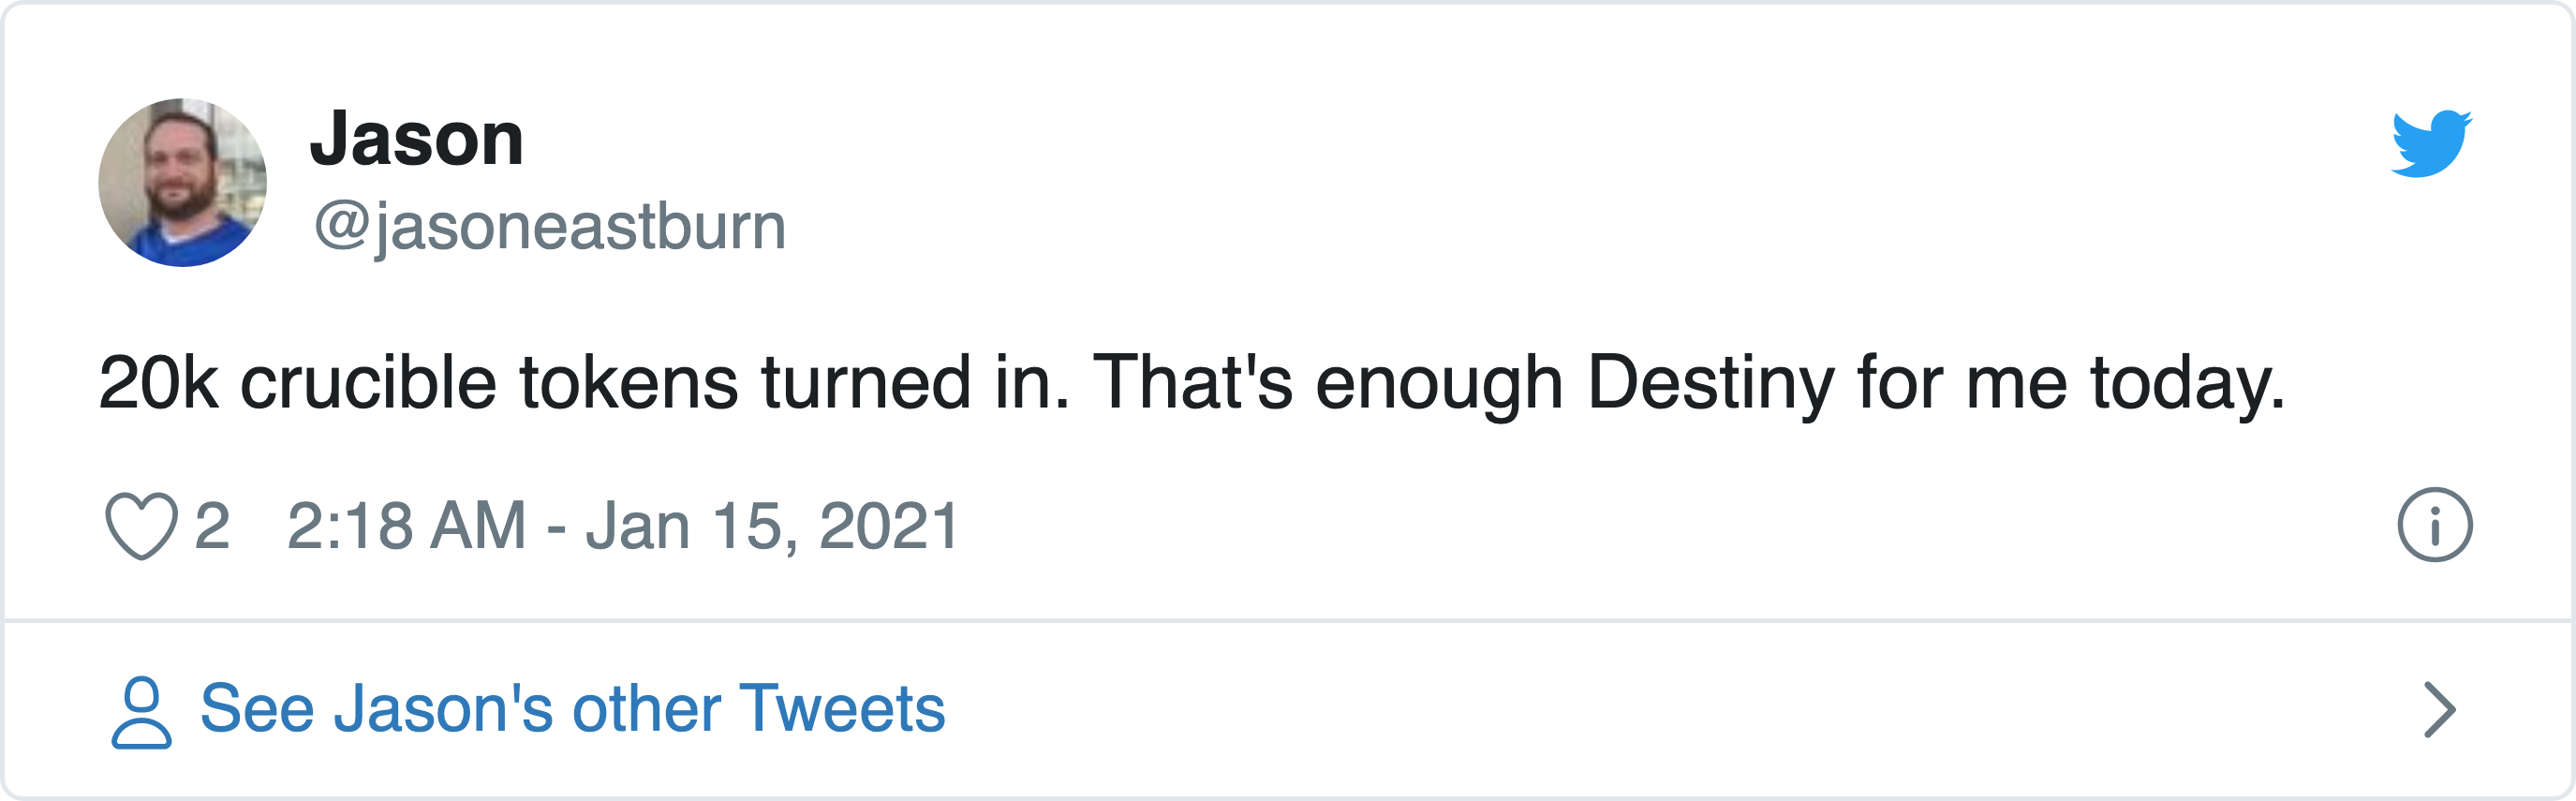 Jason
@jasoneastburn
20k crucible tokens turned in. That's enough Destiny for me today.
2 2:18 AM - Jan 15, 2021
See Jason's other Tweets